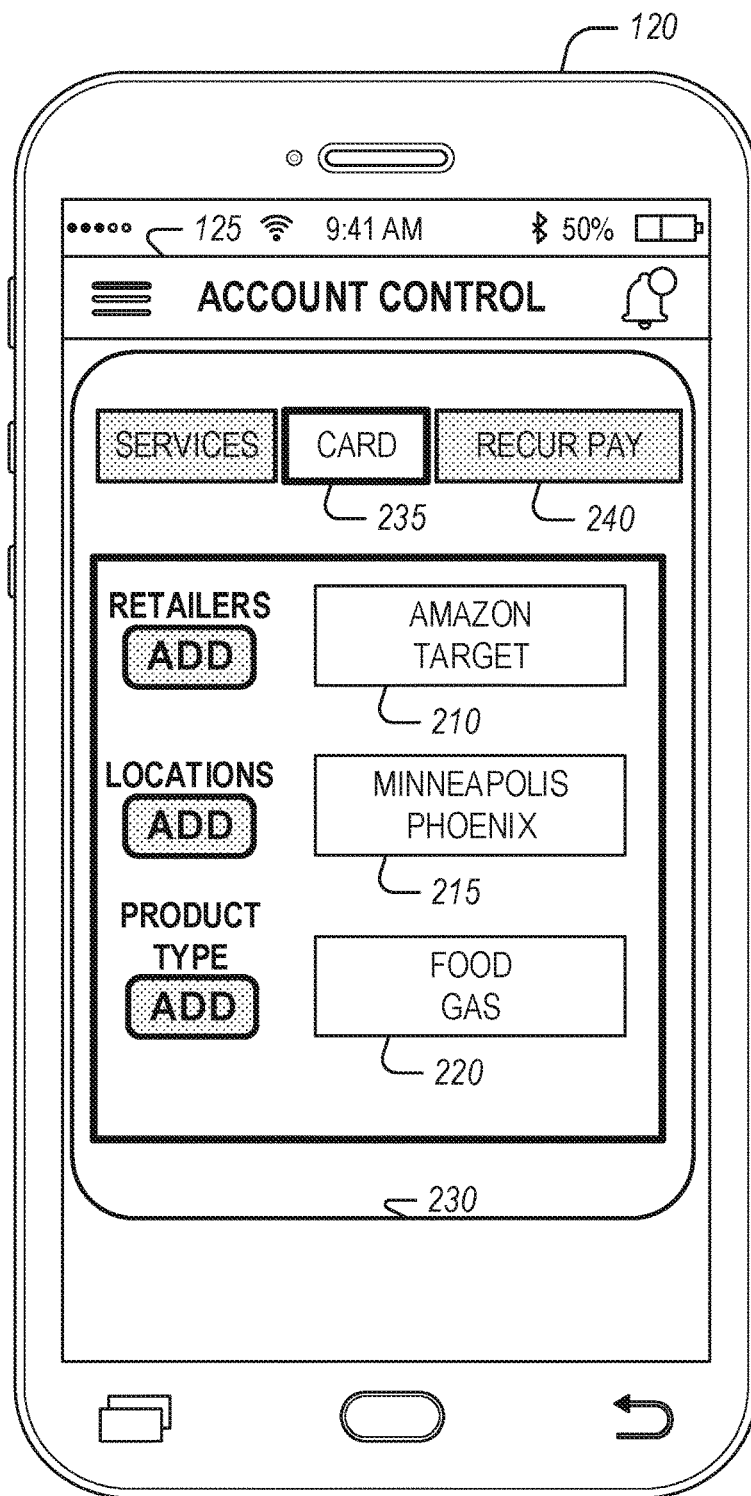 120
125 9:41 AM 50%
ACCOUNT CONTROL
SERVICES CARD RECUR PAY
235 240
RETAILERS
ADD
AMAZON
TARGET
210
LOCATIONS
ADD
MINNEAPOLIS
PHOENIX
215
PRODUCT
TYPE
ADD
FOOD
GAS
220
230